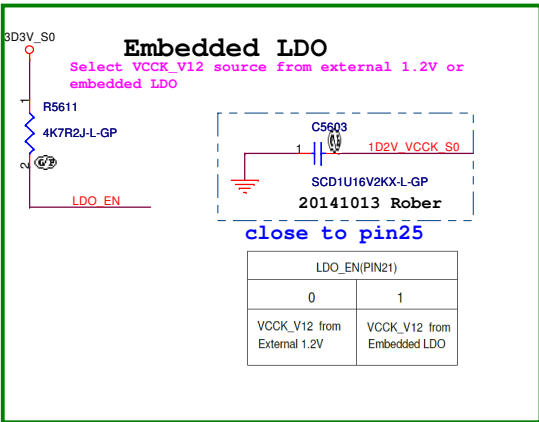 3D3V_S0
Embedded LDO
Select VCCK_V12 source from external 1.2V or
embedded LDO
1
R5611
4K7R2J-L-GP
2
LDO_EN
C5603
1
1D2V_VCCK_S0
SCD1U16V2KX-L-GP
20141013 Rober
close to pin25
LDO_EN(PIN21)
0 1
VCCK_V12 from External 1.2V
VCCK_V12 from Embedded LDO